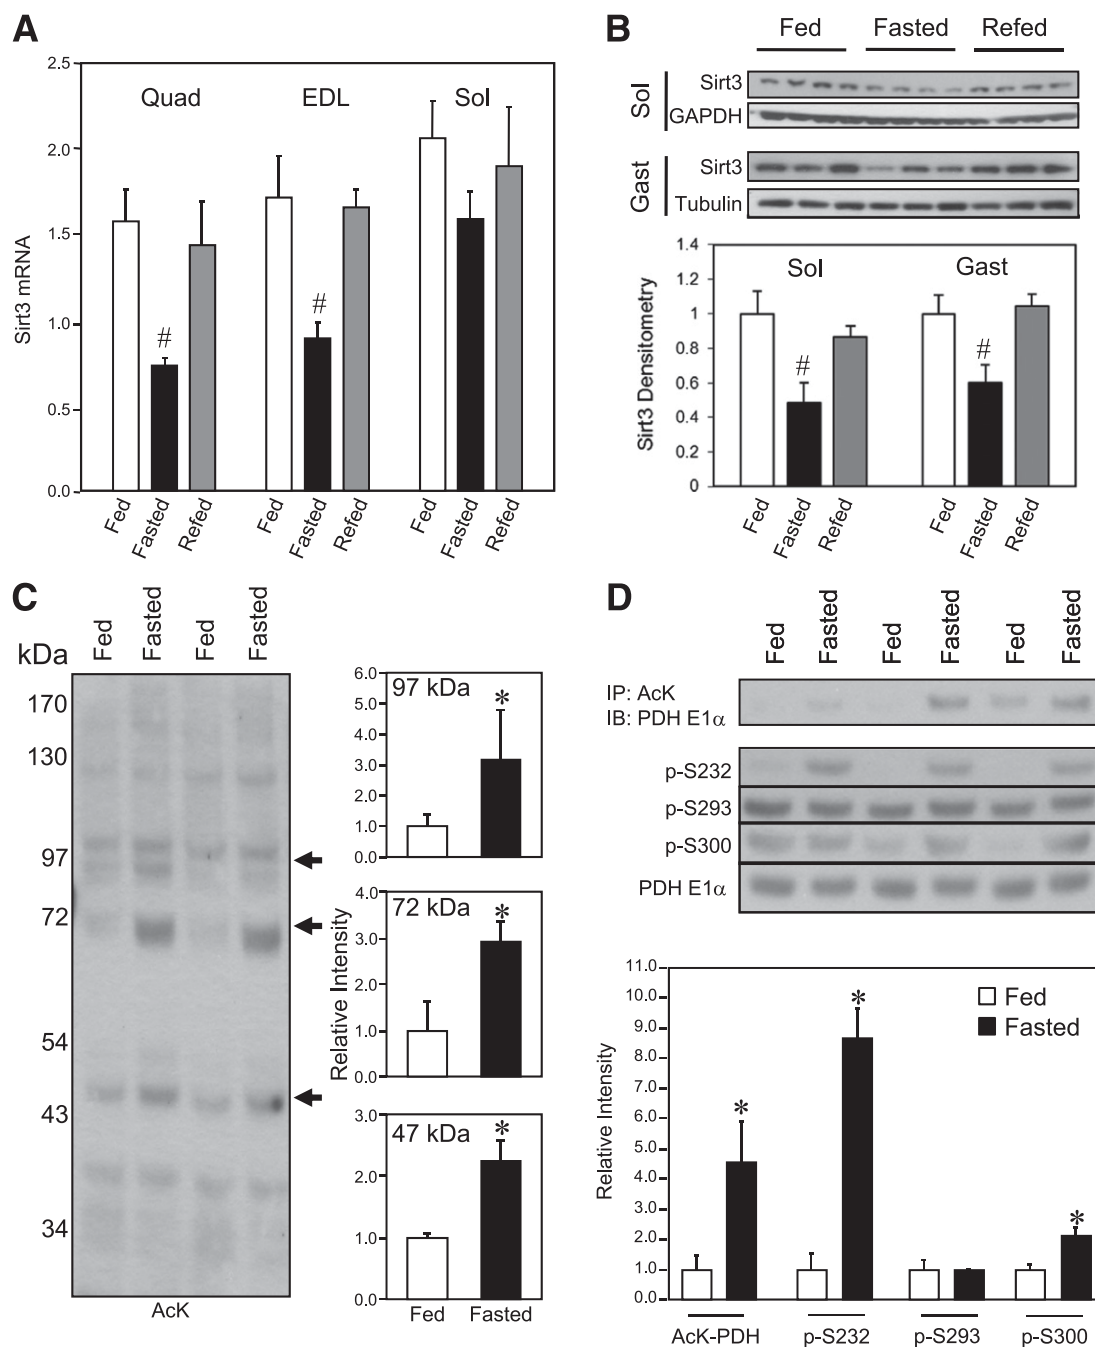 A
Sirt3 mRNA
2.5
2.0
1.5
1.0
0.5
0.0
Quad
EDL
Sol
#
#
Fed
Fasted
Refed
Fed
Fasted
Refed
Fed
Fasted
Refed
B
Fed
Fasted
Refed
Sol
Sirt3
GAPDH
Gast
Sirt3
Tubulin
Sirt3 Densitometry
1.4
1.2
1
0.8
0.6
0.4
0.2
0
Sol
Gast
#
#
Fed
Fasted
Refed
Fed
Fasted
Refed
C
Fed
Fasted
Fed
Fasted
kDa
170
130
97
72
54
43
34
AcK
Relative Intensity
6.0
5.0
4.0
3.0
2.0
1.0
0.0
97 kDa
*
4.0
3.0
2.0
1.0
0.0
72 kDa
*
3.0
2.0
1.0
0.0
47 kDa
*
Fed
Fasted
D
Fed
Fasted
Fed
Fasted
Fed
Fasted
IP: AcK
IB: PDH E1α
p-S232
p-S293
p-S300
PDH E1α
Relative Intensity
11.0
10.0
9.0
8.0
7.0
6.0
5.0
4.0
3.0
2.0
1.0
0.0
Fed
Fasted
*
*
*
AcK-PDH
p-S232
p-S293
p-S300